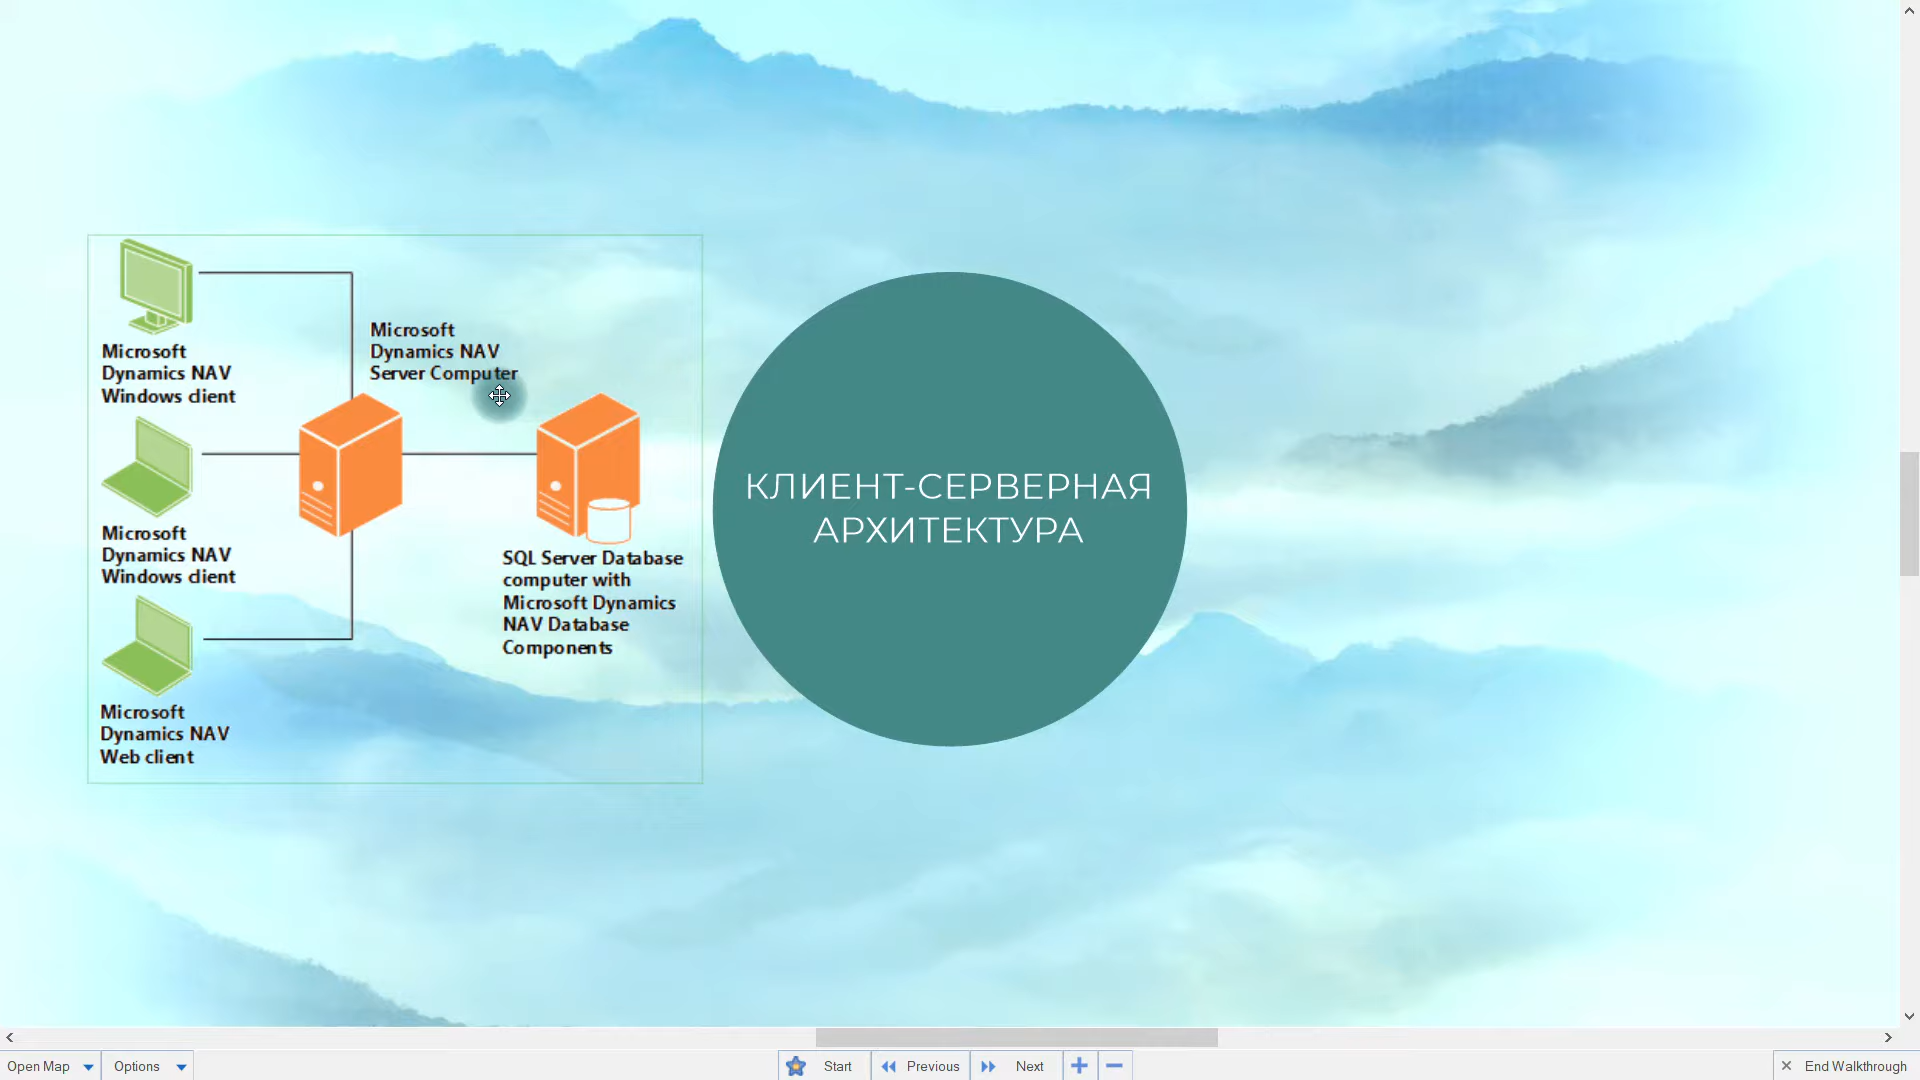 Microsoft
Dynamics NAV
Windows client
Microsoft
Dynamics NAV
Server Computer
Microsoft
Dynamics NAV
Windows client
SQL Server Database
computer with
Microsoft Dynamics
NAV Database
Components
Microsoft
Dynamics NAV
Web client
КЛИЕНТ-СЕРВЕРНАЯ
АРХИТЕКТУРА
Open Map
Options
Start
Previous
Next
End Walkthrough